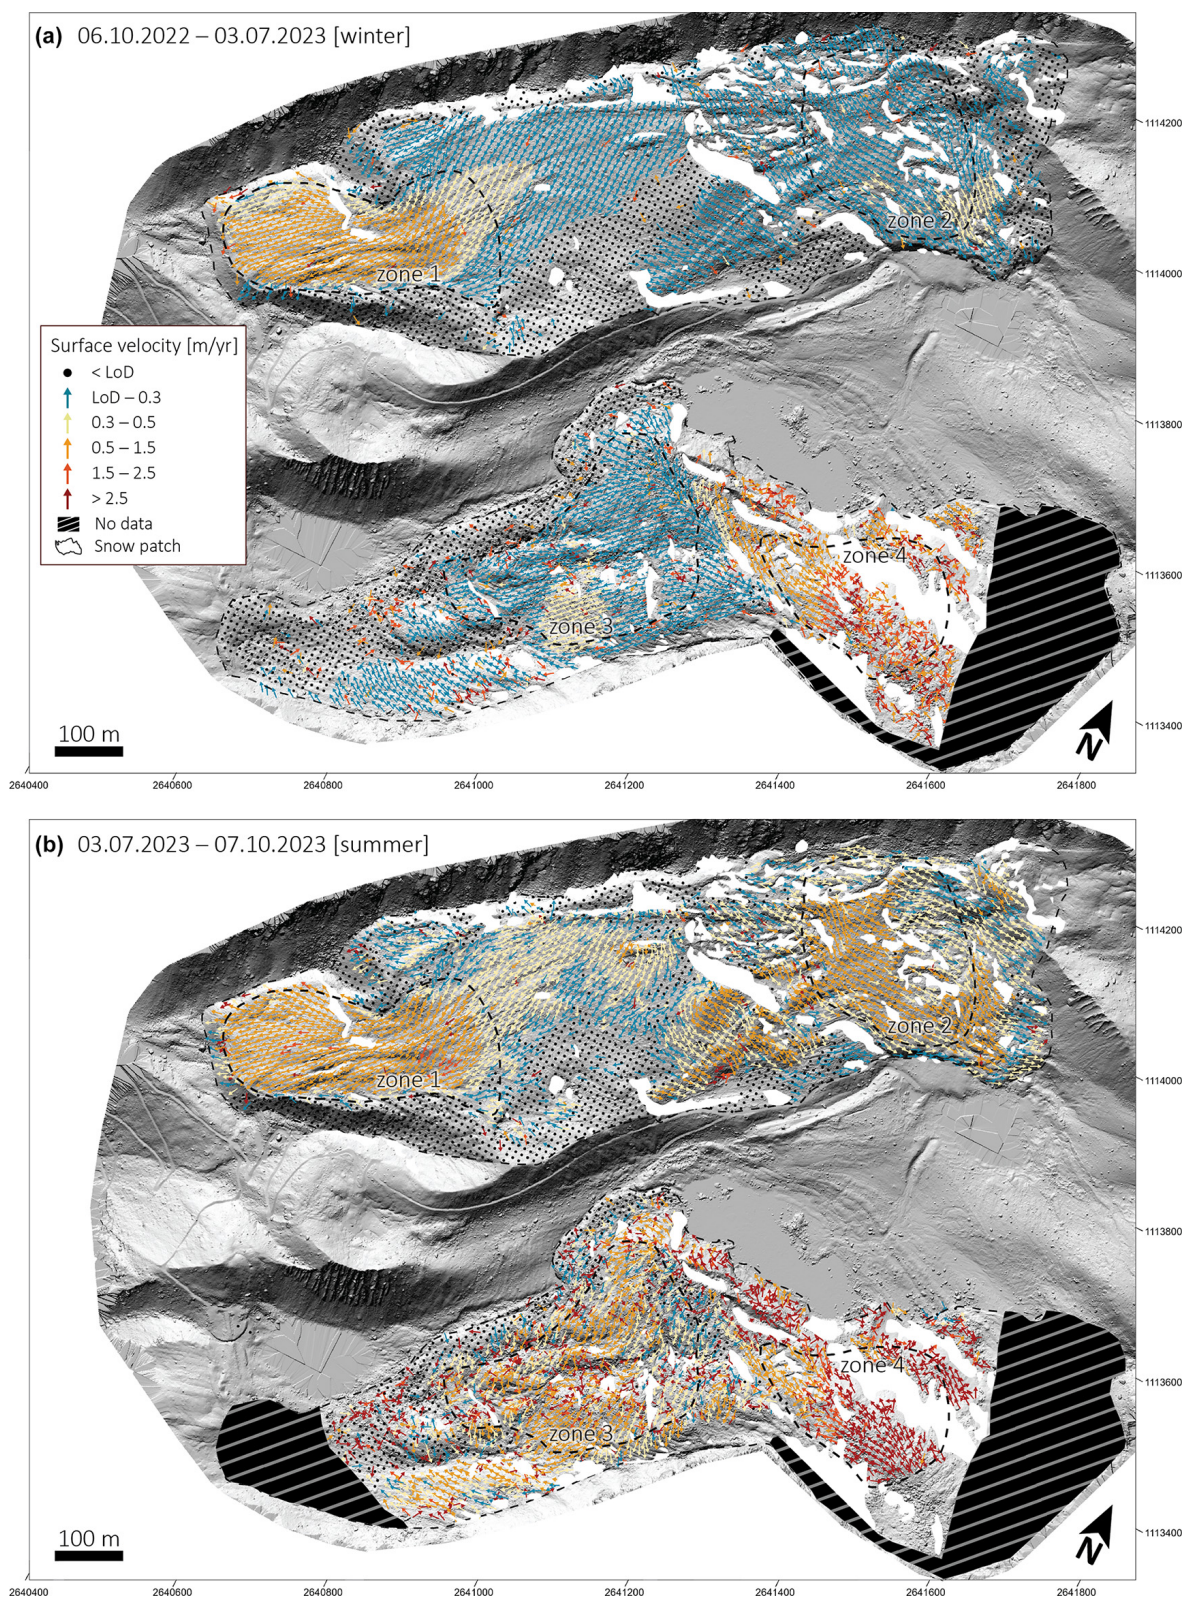 (a) 06.10.2022 – 03.07.2023 [winter]
1114200
zone 2
zone 1
1114000
Surface velocity [m/yr]
< LoD
LoD – 0.3
0.3 – 0.5
0.5 – 1.5
1.5 – 2.5
> 2.5
No data
Snow patch
1113800
zone 4
1113600
zone 3
100 m
N
1113400
2640400 2640600 2640800 2641000 2641200 2641400 2641600 2641800
(b) 03.07.2023 – 07.10.2023 [summer]
1114200
zone 2
zone 1
1114000
1113800
zone 4
1113600
zone 3
100 m
N
1113400
2640400 2640600 2640800 2641000 2641200 2641400 2641600 2641800